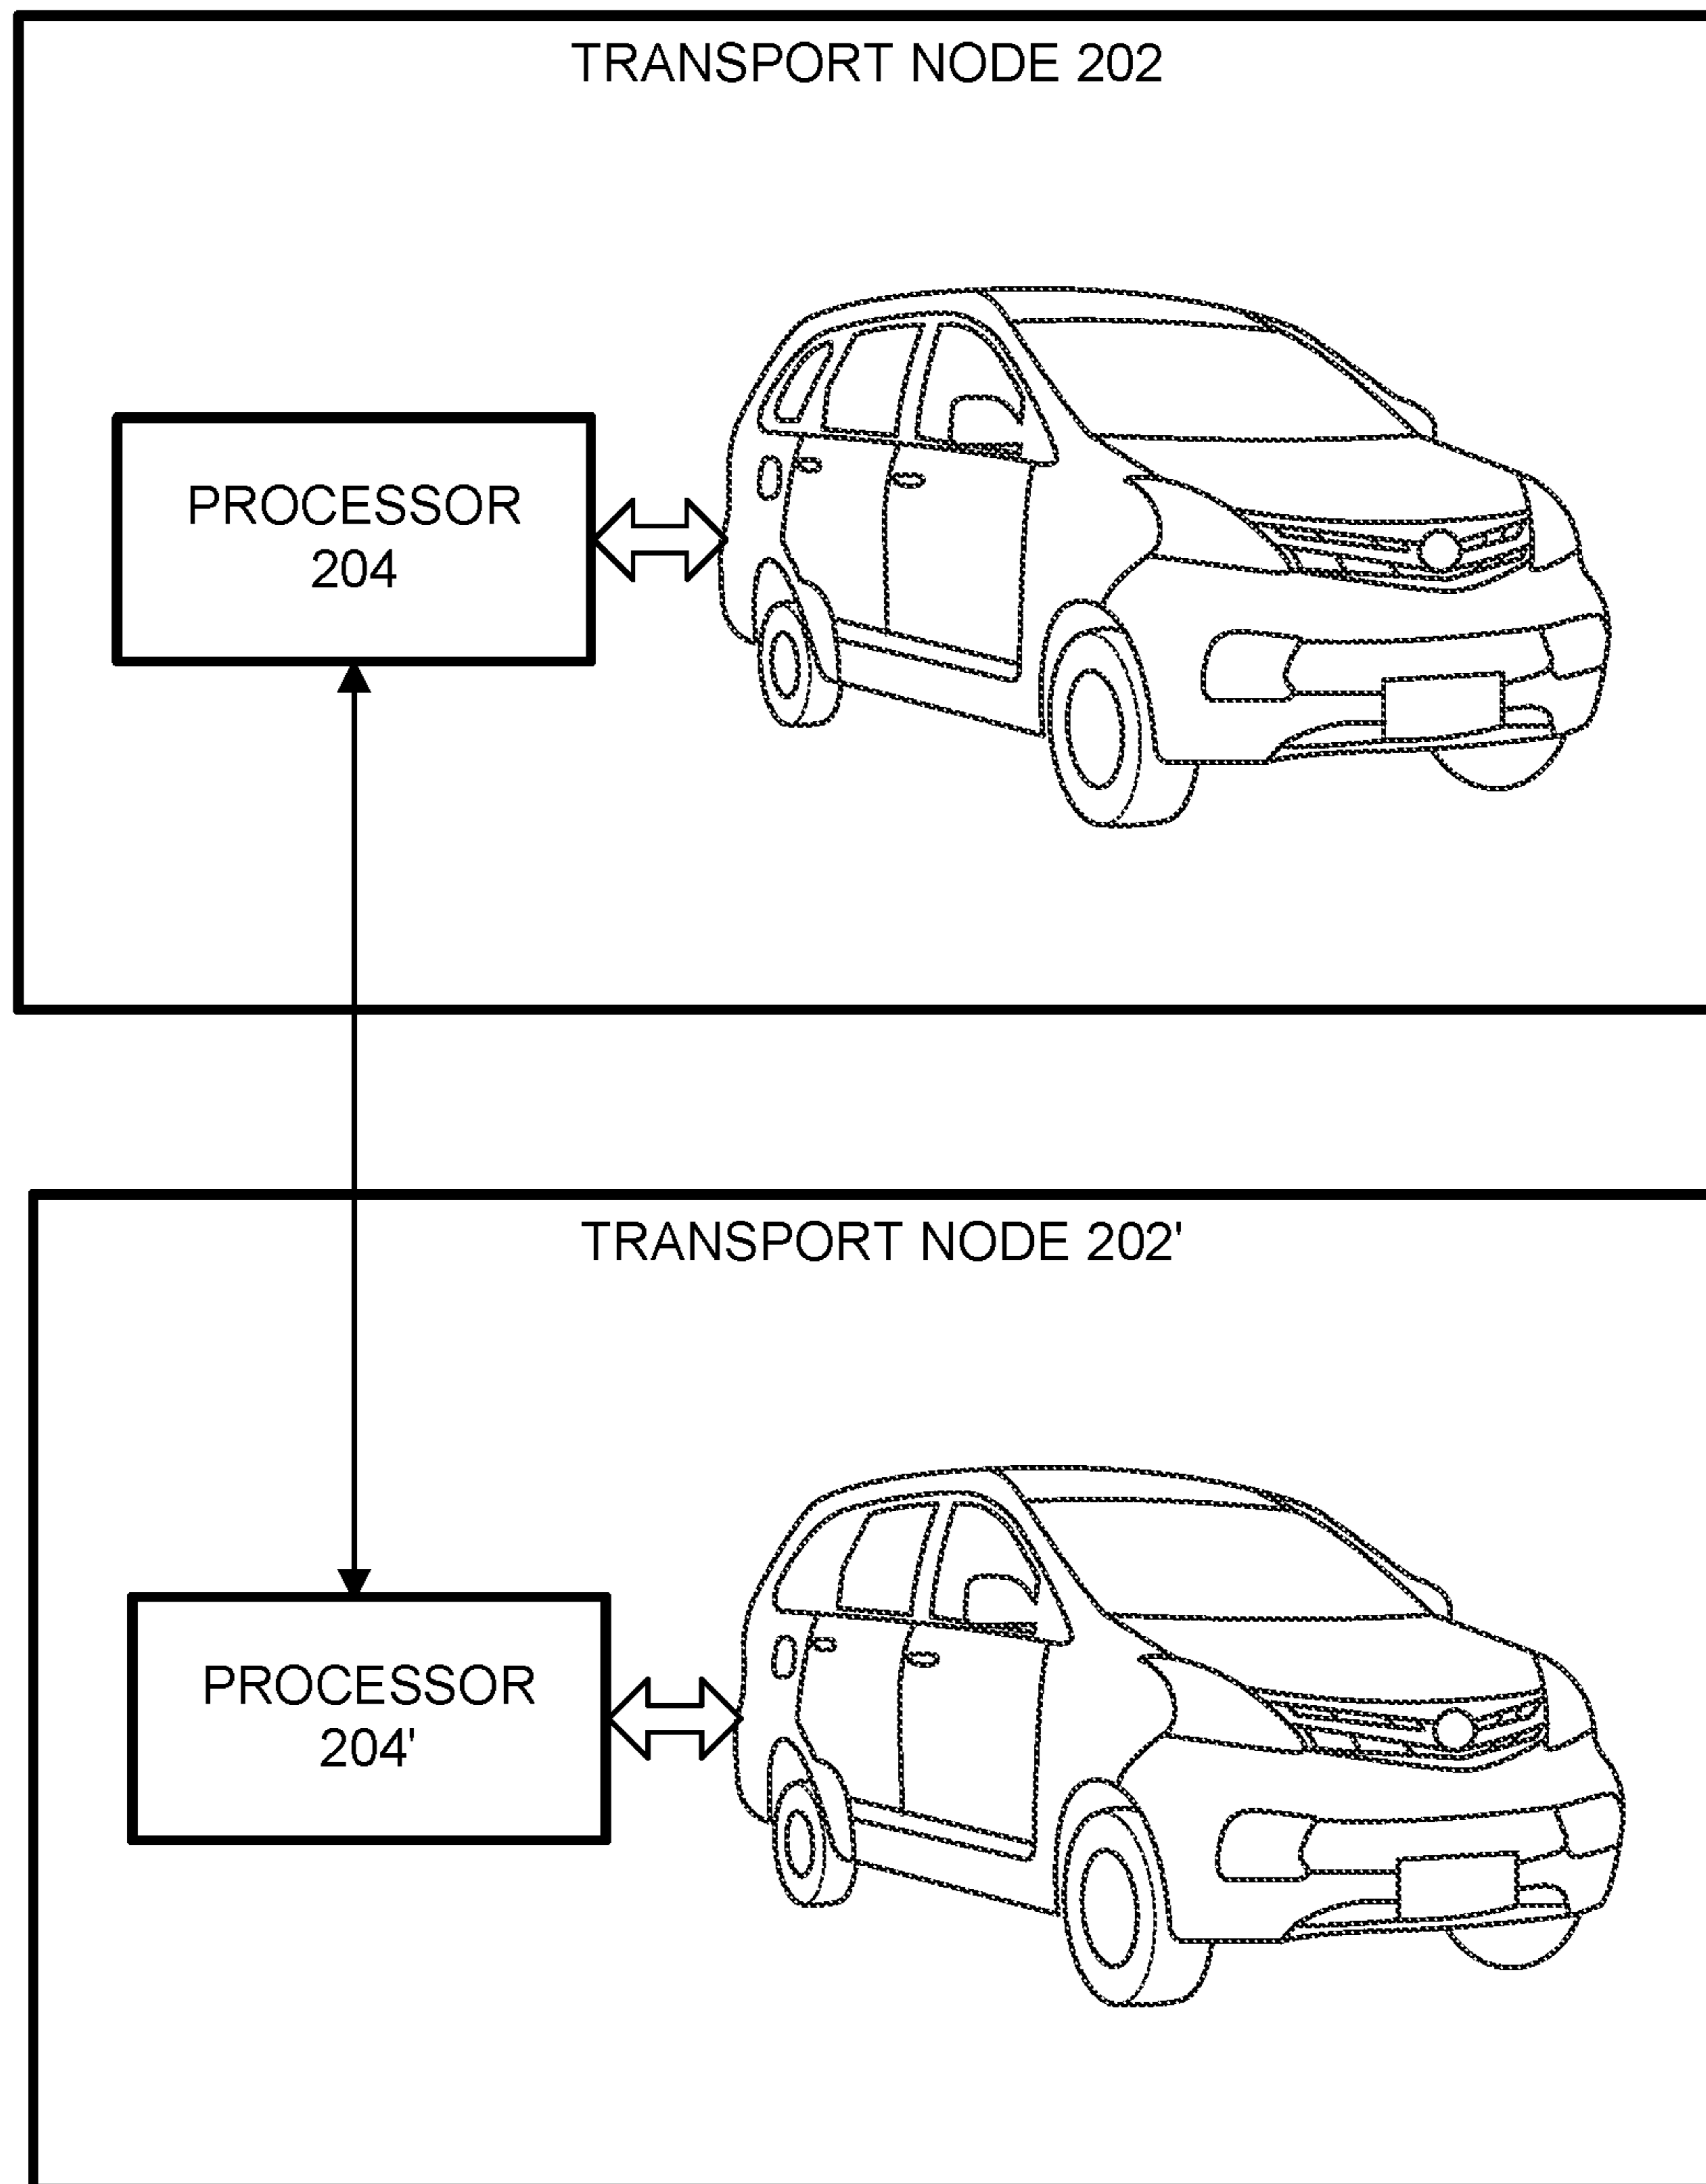 TRANSPORT NODE 202
PROCESSOR
204
TRANSPORT NODE 202'
PROCESSOR
204'